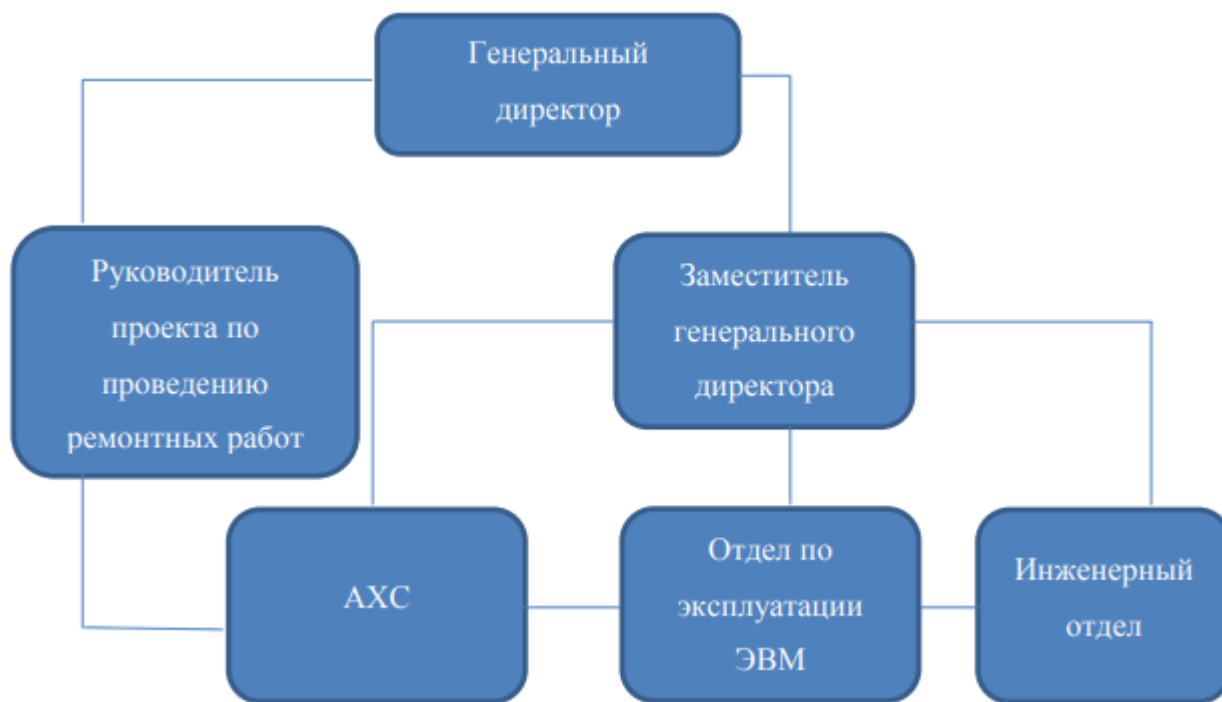 Генеральный
директор
Руководитель
проекта по
проведению
ремонтных работ
Заместитель
генерального
директора
АХС
Отдел по
эксплуатации
ЭВМ
Инженерный
отдел